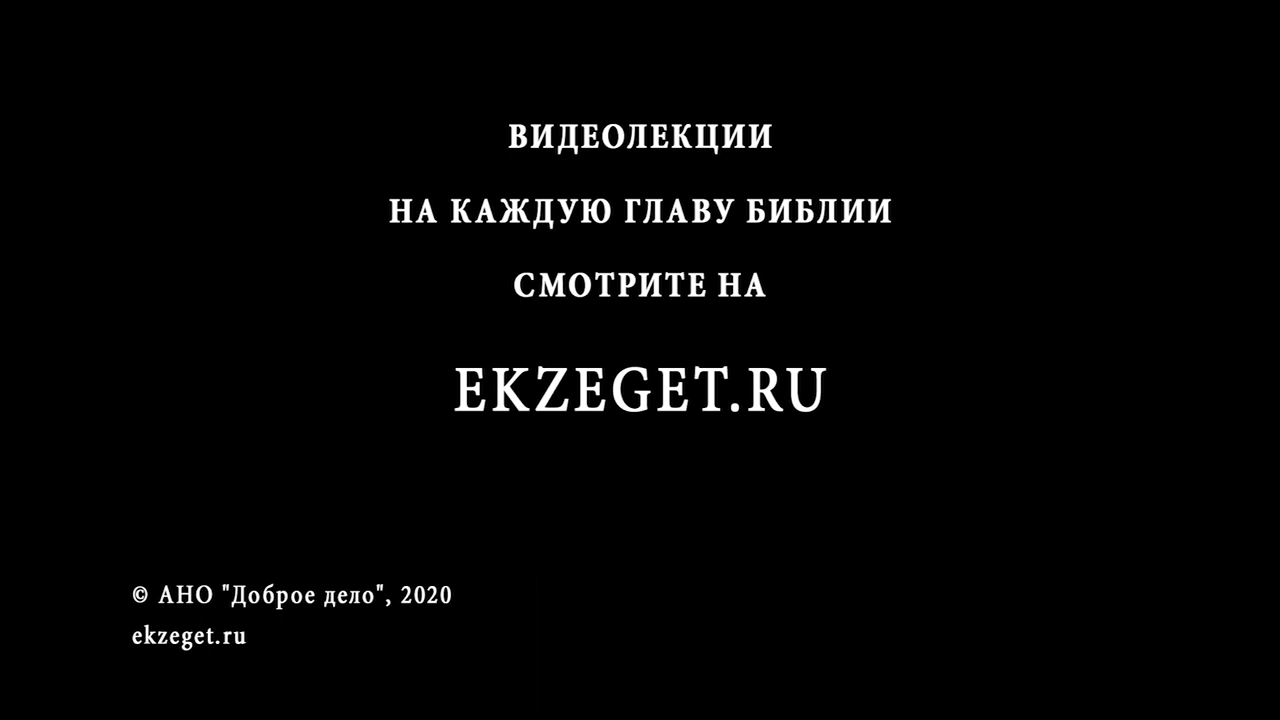 ВИДЕОЛЕКЦИИ
НА КАЖДУЮ ГЛАВУ БИБЛИИ
СМОТРИТЕ НА
EKZEGET.RU
© АНО "Доброе дело", 2020
ekzeget.ru